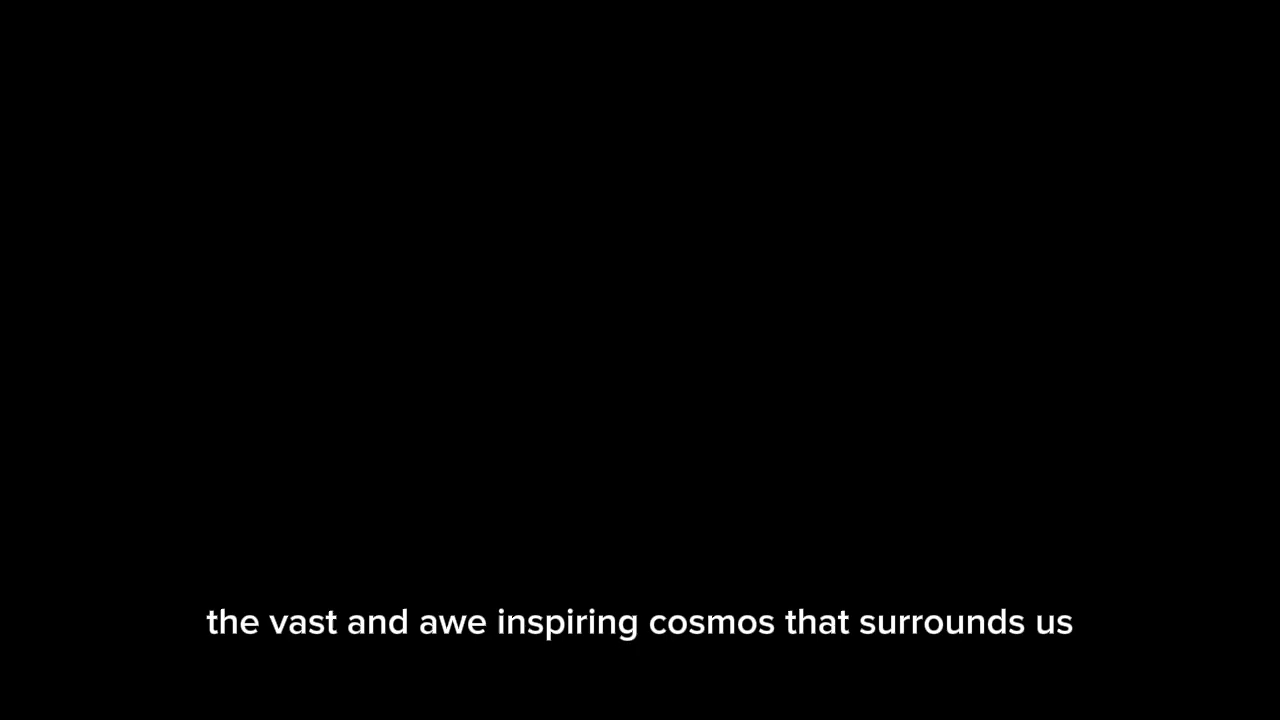 the vast and awe inspiring cosmos that surrounds us